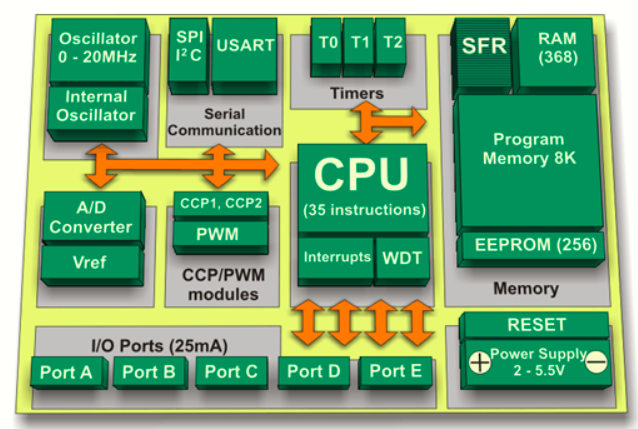 Oscillator
0 - 20MHz
Internal
Oscillator
SPI
I²C
USART
Serial
Communication
T0 T1 T2
Timers
SFR
RAM
(368)
Program
Memory 8K
EEPROM (256)
Memory
A/D
Converter
Vref
CCP1, CCP2
PWM
CCP/PWM
modules
CPU
(35 instructions)
Interrupts
WDT
I/O Ports (25mA)
Port A Port B Port C Port D Port E
RESET
+ Power Supply −
2 - 5.5V